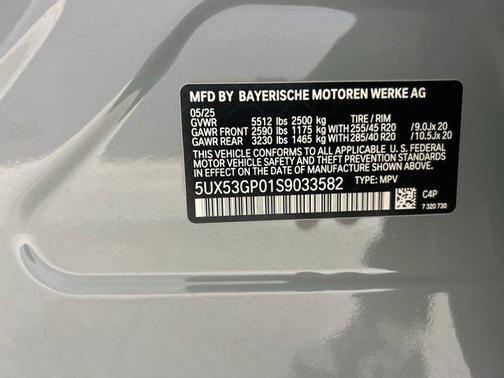 MFD BY BAYERISCHE MOTOREN WERKE AG
05/25
GVWR 5512 lbs 2500 kg TIRE / RIM
GAWR FRONT 2590 lbs 1175 kg WITH 255/45 R20 /9.0Jx 20
GAWR REAR 3230 lbs 1465 kg WITH 285/40 R20 /10.5Jx 20
THIS VEHICLE CONFORMS TO ALL APPLICABLE U. S. FEDERAL
MOTOR VEHICLE SAFETY AND THEFT PREVENTION STANDARDS
IN EFFECT ON THE DATE OF MANUFACTURE SHOWN ABOVE.
5UX53GP01S9033582 TYPE: MPV
C4P
7 320 730